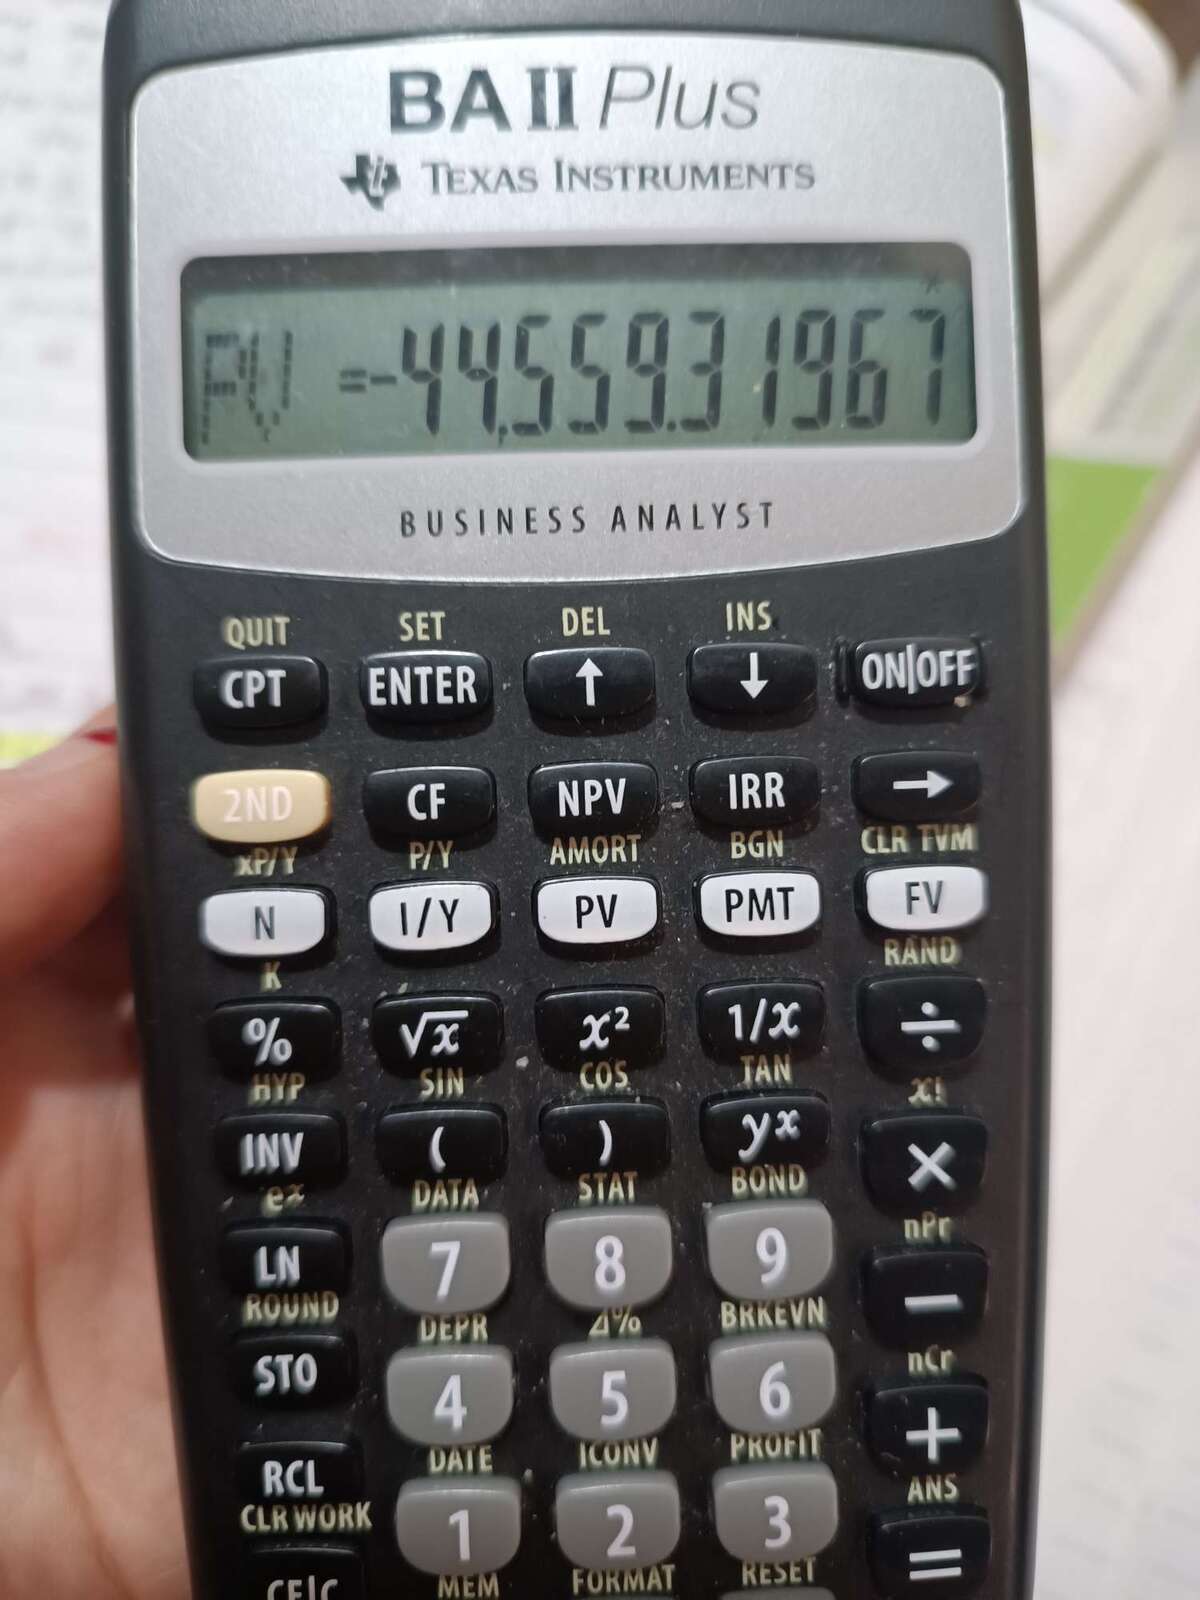 BA II Plus
TEXAS INSTRUMENTS
PV =-44,559.31967
BUSINESS ANALYST
QUIT SET DEL INS
CPT ENTER ↑ ↓ ON|OFF
2ND CF NPV IRR →
xP/Y P/Y AMORT BGN CLR TVM
N I/Y PV PMT FV
K RAND
% √x x² 1/x ÷
HYP SIN COS TAN x!
INV ( ) yˣ ×
eˣ DATA STAT BOND nPr
LN 7 8 9 −
ROUND DEPR Δ% BRKEVN nCr
STO 4 5 6 +
DATE ICONV PROFIT ANS
RCL 1 2 3 =
CLR WORK MEM FORMAT RESET
CE|C